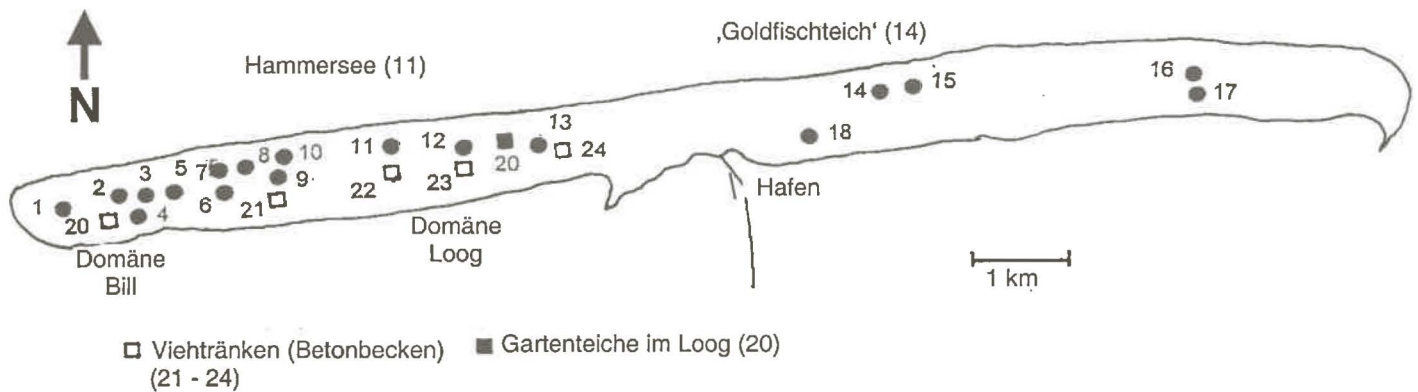 ‚Goldfischteich' (14)
Hammersee (11)
N
16
14
15
17
13
11
12
18
10
8
5
7
3
2
20
24
9
1
6
22
23
21
Hafen
20
4
Domäne
Loog
Domäne
Bill
1 km
Viehtränken (Betonbecken)
(21 - 24)
Gartenteiche im Loog (20)